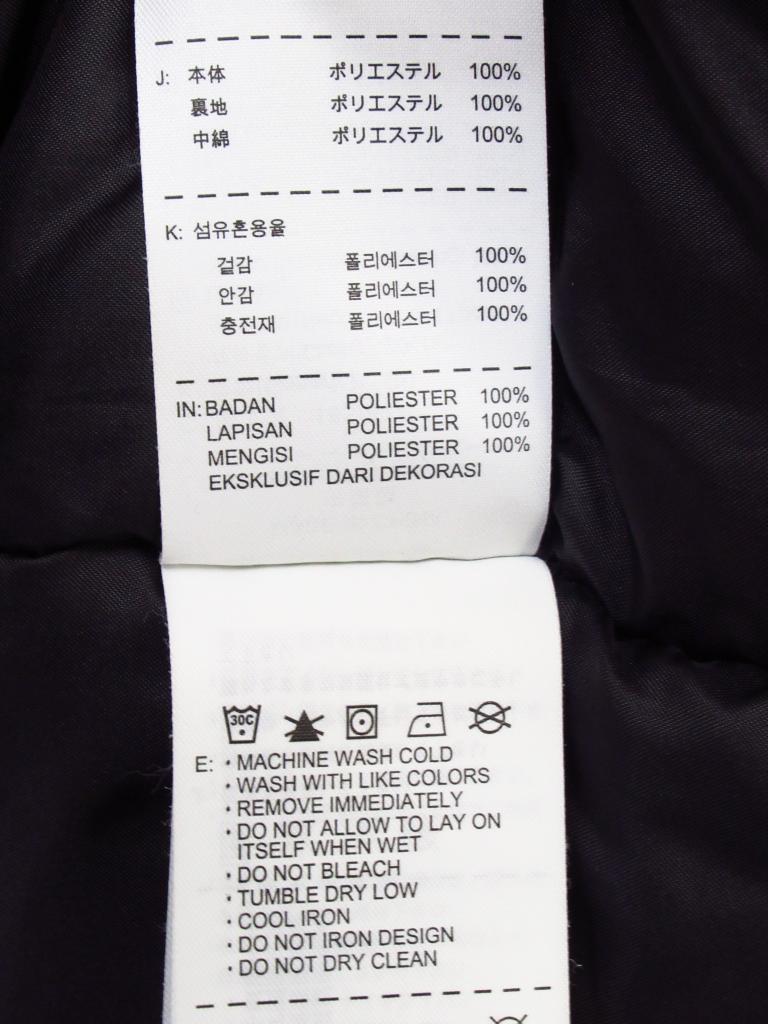 J: 本体 ポリエステル 100%
裏地 ポリエステル 100%
中綿 ポリエステル 100%
K: 섬유혼용율
겉감 폴리에스터 100%
안감 폴리에스터 100%
충전재 폴리에스터 100%
IN: BADAN POLIESTER 100%
LAPISAN POLIESTER 100%
MENGISI POLIESTER 100%
EKSKLUSIF DARI DEKORASI
30C
E: · MACHINE WASH COLD
· WASH WITH LIKE COLORS
· REMOVE IMMEDIATELY
· DO NOT ALLOW TO LAY ON
ITSELF WHEN WET
· DO NOT BLEACH
· TUMBLE DRY LOW
· COOL IRON
· DO NOT IRON DESIGN
· DO NOT DRY CLEAN